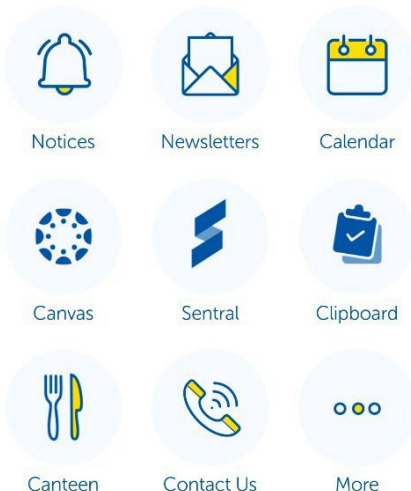 Notices
Newsletters
Calendar
Canvas
Sentral
Clipboard
Canteen
Contact Us
More